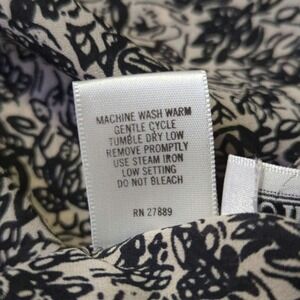 MACHINE WASH WARM
GENTLE CYCLE
TUMBLE DRY LOW
REMOVE PROMPTLY
USE STEAM IRON
LOW SETTING
DO NOT BLEACH
RN 27889